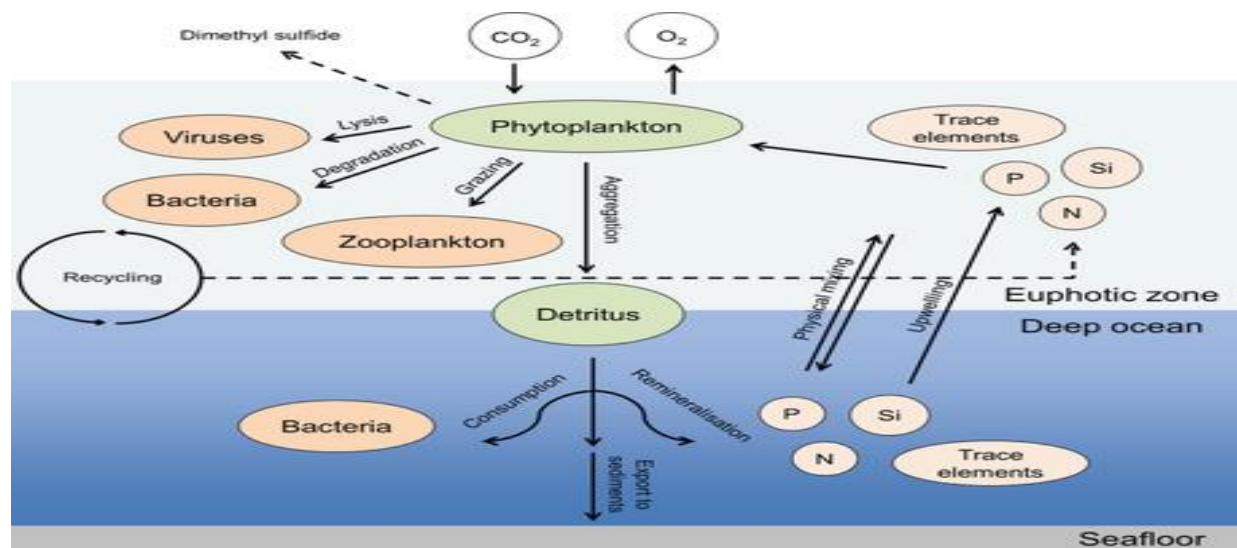 Dimethyl sulfide
CO₂
O₂
Phytoplankton
Trace
elements
Viruses
Lysis
Degradation
Grazing
Aggregation
P
Si
N
Bacteria
Zooplankton
Recycling
Physical mixing
Upwelling
Euphotic zone
Deep ocean
Detritus
Consumption
Remineralisation
Bacteria
P
Si
N
Trace
elements
Export to
sediments
Seafloor